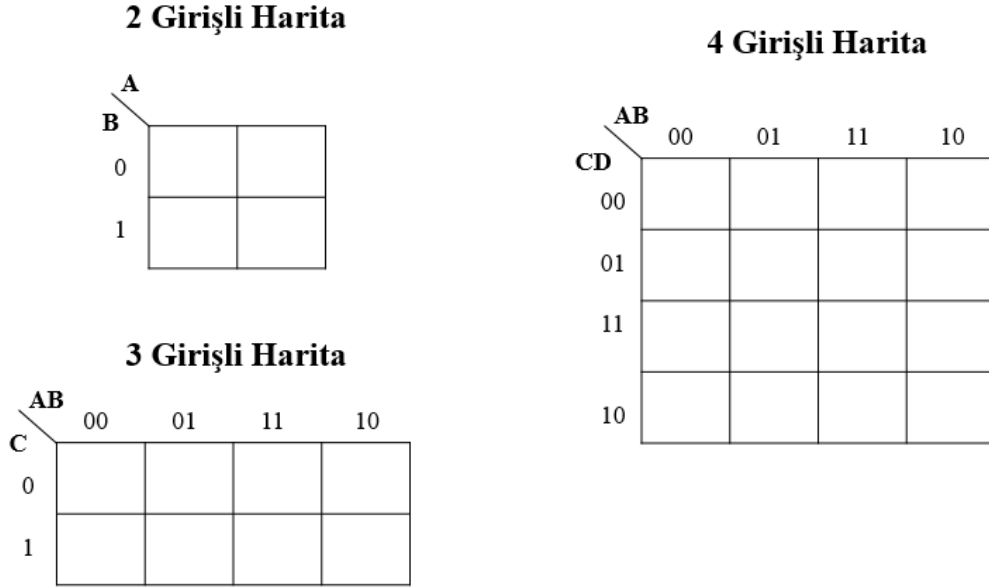 2 Girişli Harita
A
B
0
1
3 Girişli Harita
AB
00 01 11 10
C
0
1
4 Girişli Harita
AB
00 01 11 10
CD
00
01
11
10